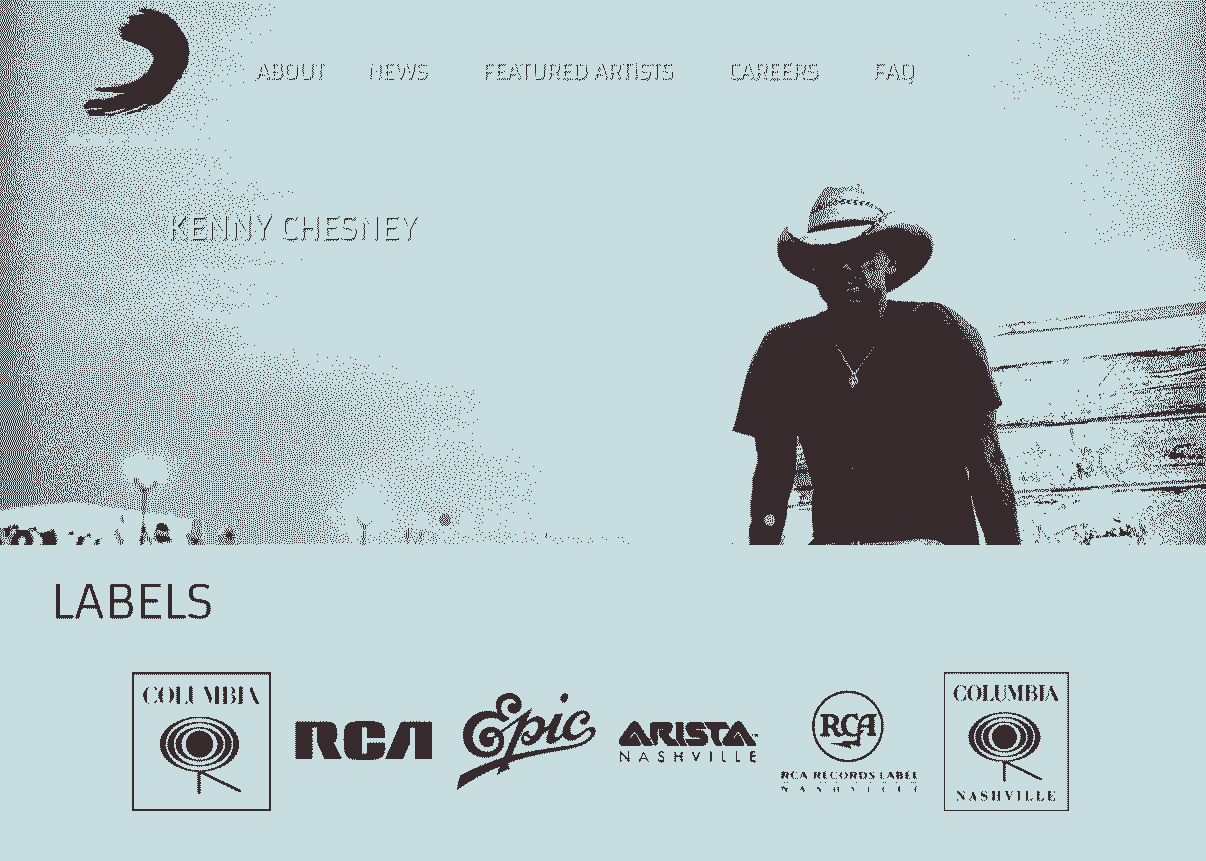 ABOUT NEWS FEATURED ARTISTS CAREERS FAQ
KENNY CHESNEY
LABELS
COLUMBIA
RCA
Epic
ARISTA
NASHVILLE
RCA
RCA RECORDS LABEL
NASHVILLE
COLUMBIA
NASHVILLE